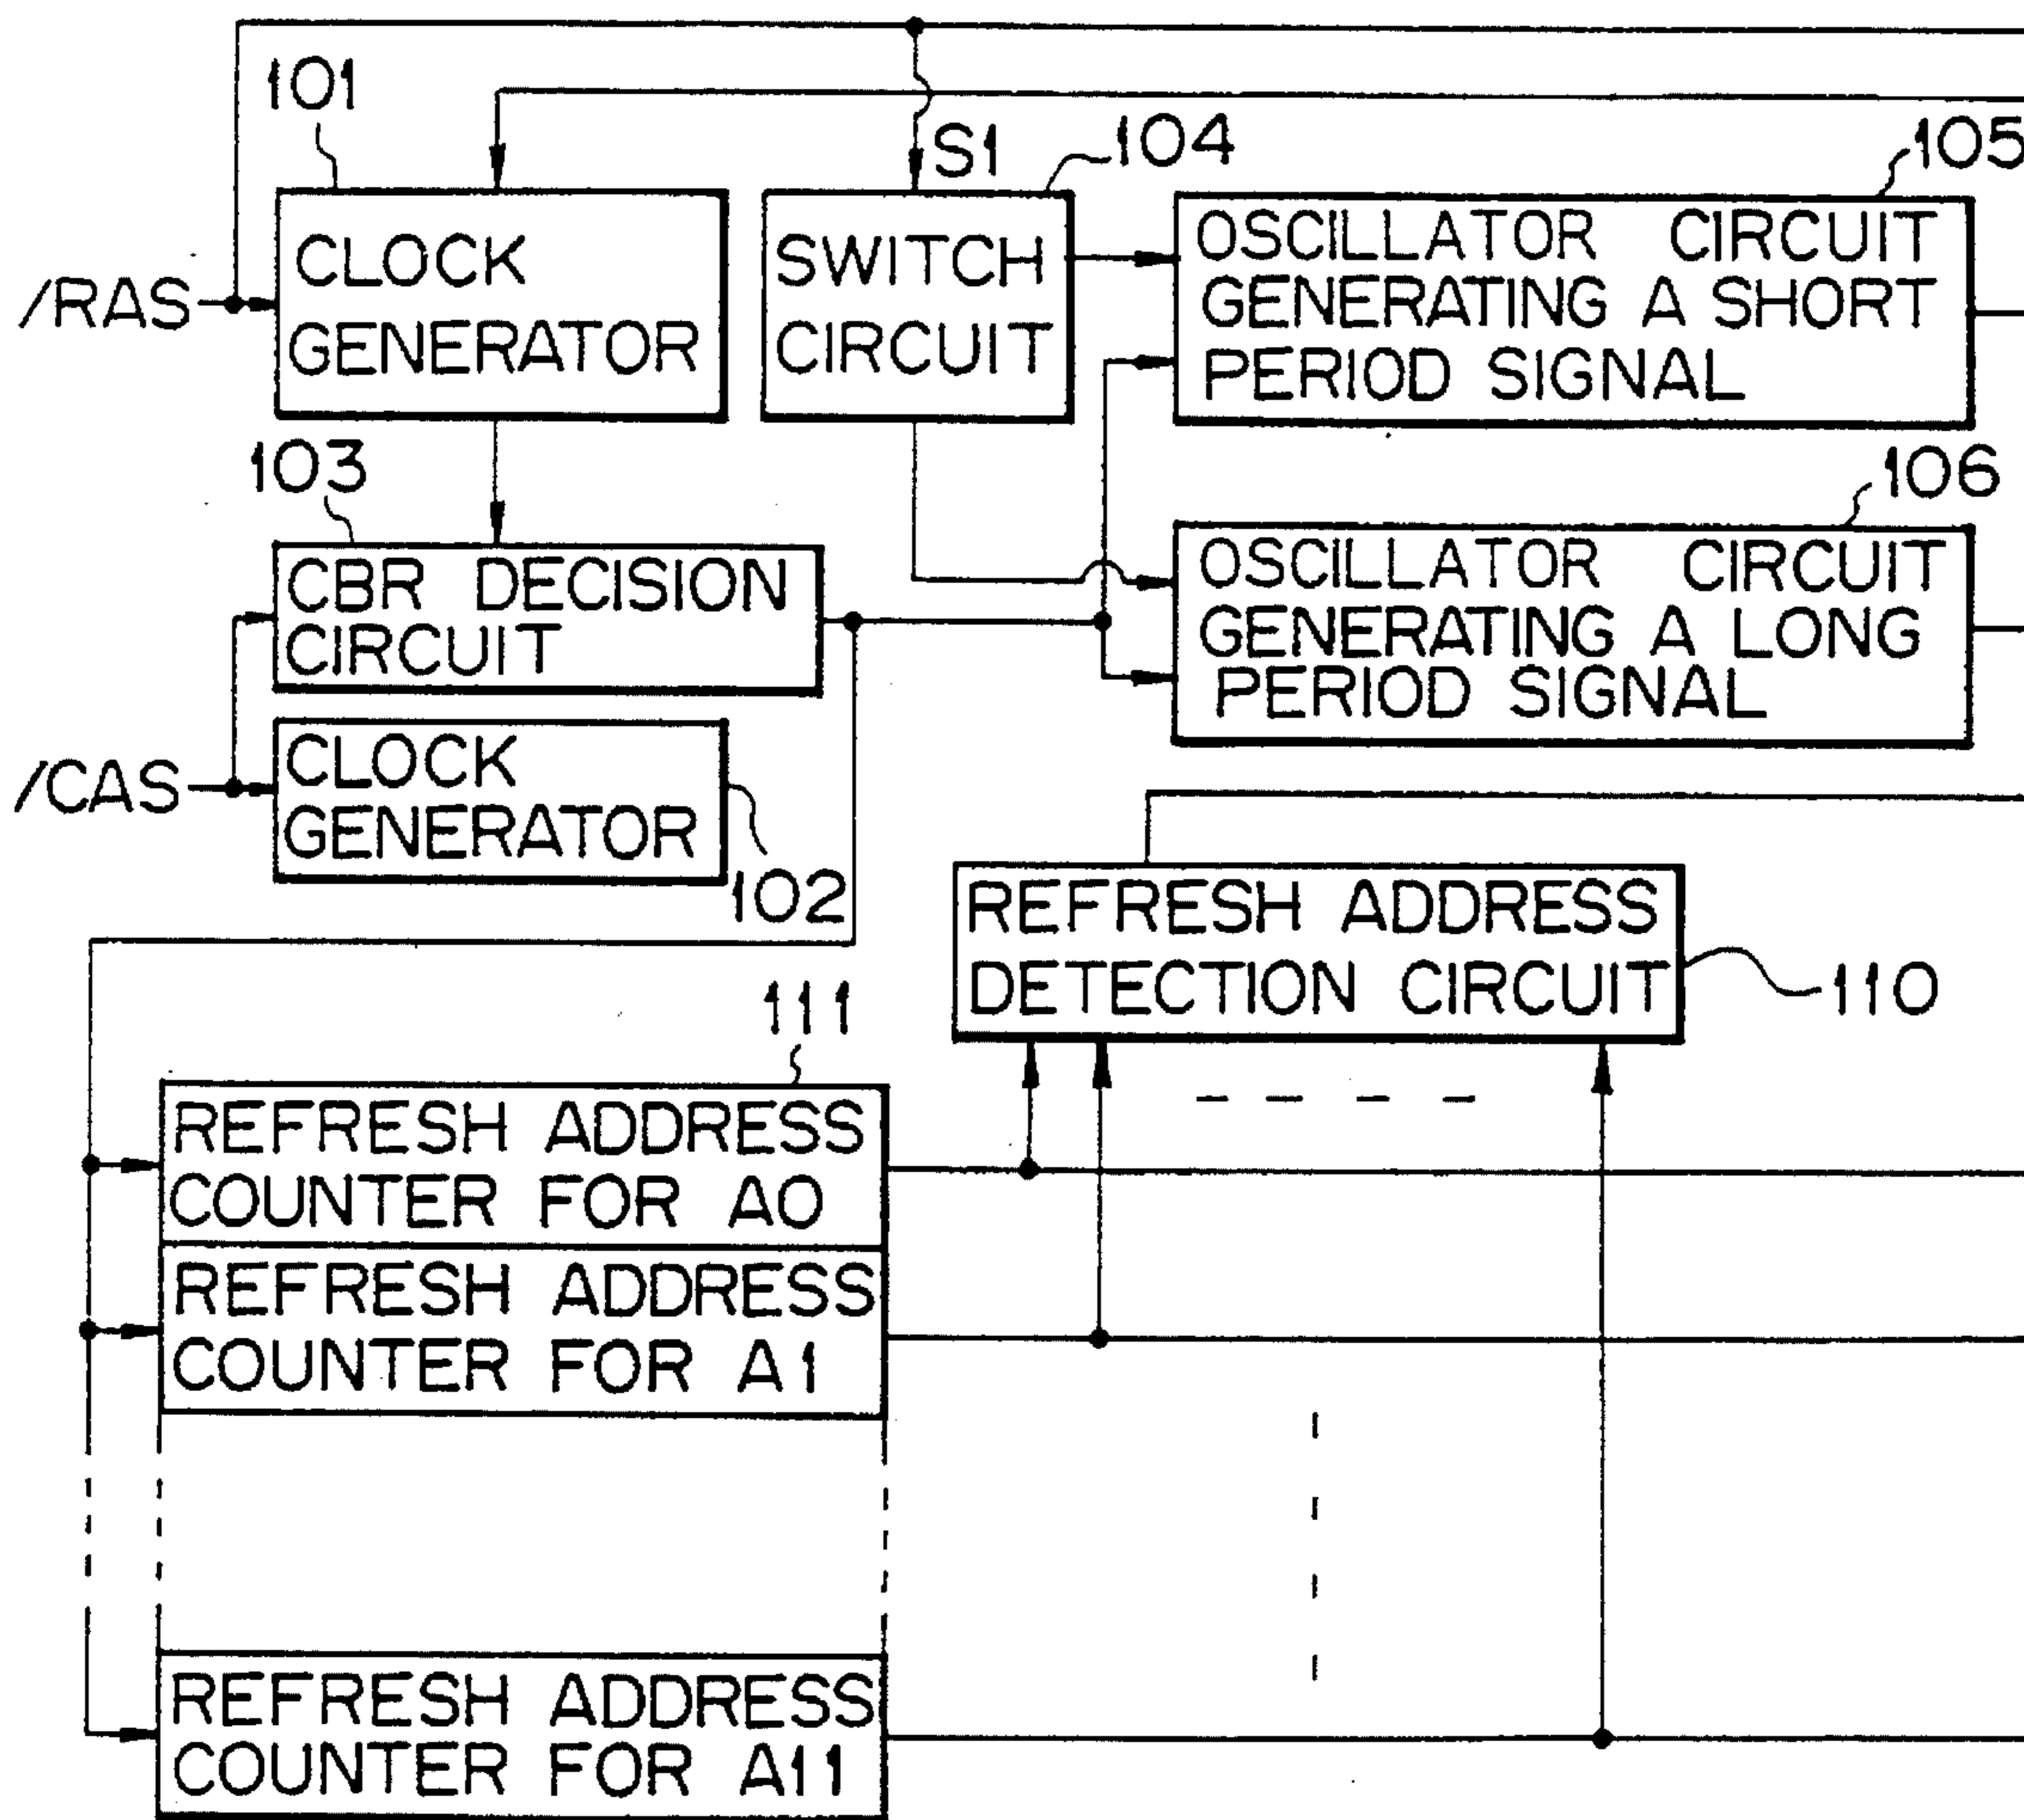 101
S1
104
105
/RAS
CLOCK
GENERATOR
SWITCH
CIRCUIT
OSCILLATOR CIRCUIT
GENERATING A SHORT
PERIOD SIGNAL
103
106
CBR DECISION
CIRCUIT
OSCILLATOR CIRCUIT
GENERATING A LONG
PERIOD SIGNAL
/CAS
CLOCK
GENERATOR
102
REFRESH ADDRESS
DETECTION CIRCUIT
110
111
REFRESH ADDRESS
COUNTER FOR A0
REFRESH ADDRESS
COUNTER FOR A1
REFRESH ADDRESS
COUNTER FOR A11